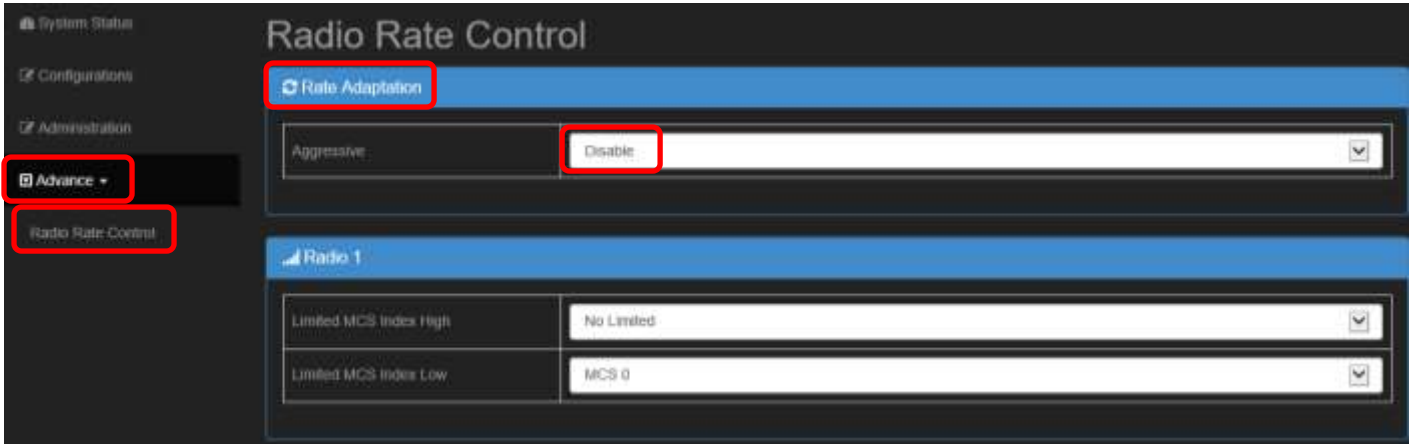 System Status
Configurations
Administration
Advance
Radio Rate Control
Radio Rate Control
Rate Adaptation
Aggressive
Disable
Radio 1
Limited MCS Index High
No Limited
Limited MCS Index Low
MCS 0